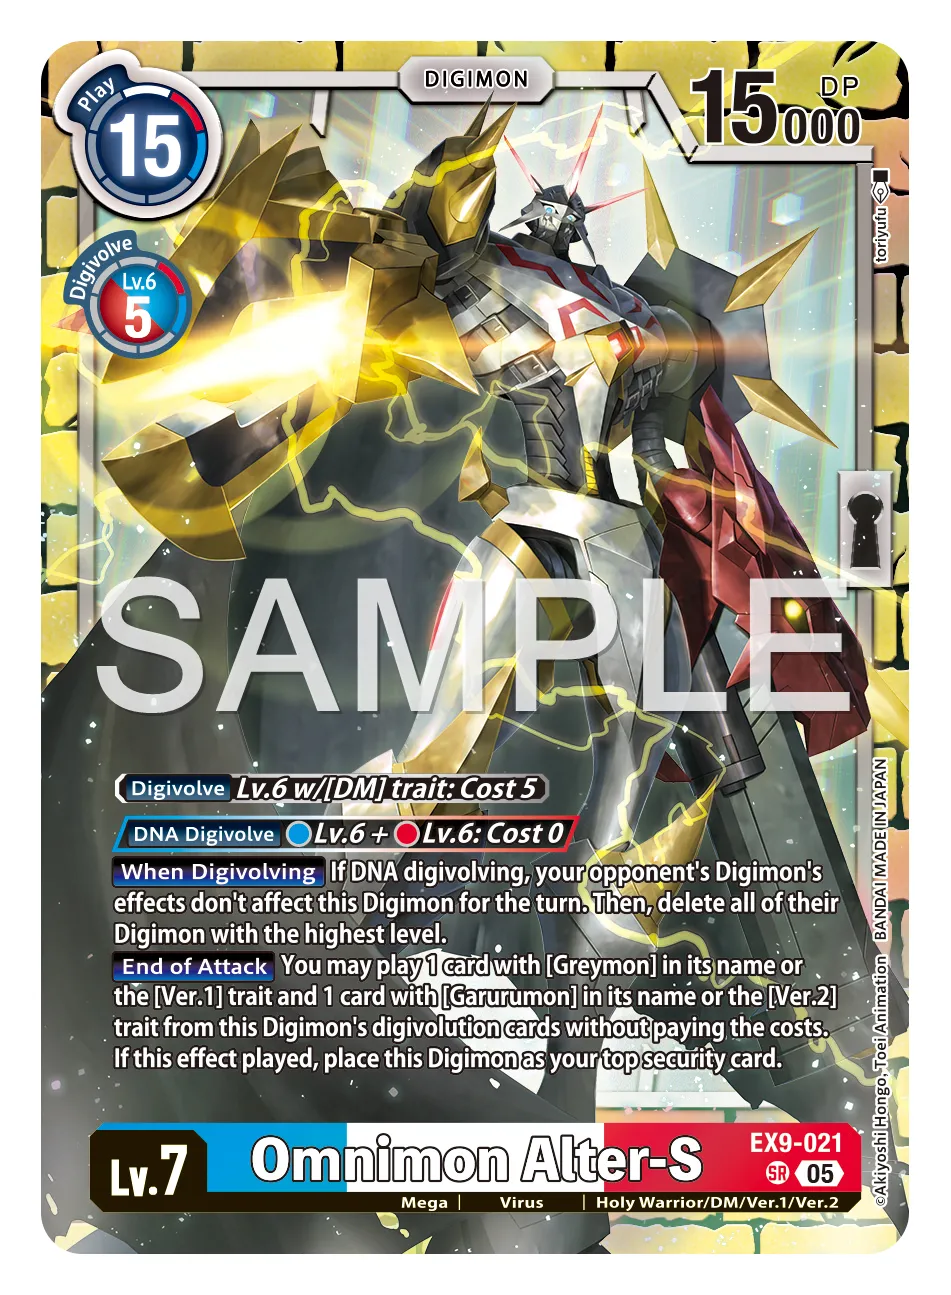 DIGIMON
Play
15
15000 DP
Digivolve
Lv.6
5
toriyufu
SAMPLE
Digivolve Lv.6 w/[DM] trait: Cost 5
DNA Digivolve Lv.6 + Lv.6: Cost 0
When Digivolving If DNA digivolving, your opponent's Digimon's
effects don't affect this Digimon for the turn. Then, delete all of their
Digimon with the highest level.
End of Attack You may play 1 card with [Greymon] in its name or
the [Ver.1] trait and 1 card with [Garurumon] in its name or the [Ver.2]
trait from this Digimon's digivolution cards without paying the costs.
If this effect played, place this Digimon as your top security card.
©Akiyoshi Hongo, Toei Animation BANDAI MADE IN JAPAN
Lv.7
Omnimon Alter-S
EX9-021
SR 05
Mega | Virus | Holy Warrior/DM/Ver.1/Ver.2